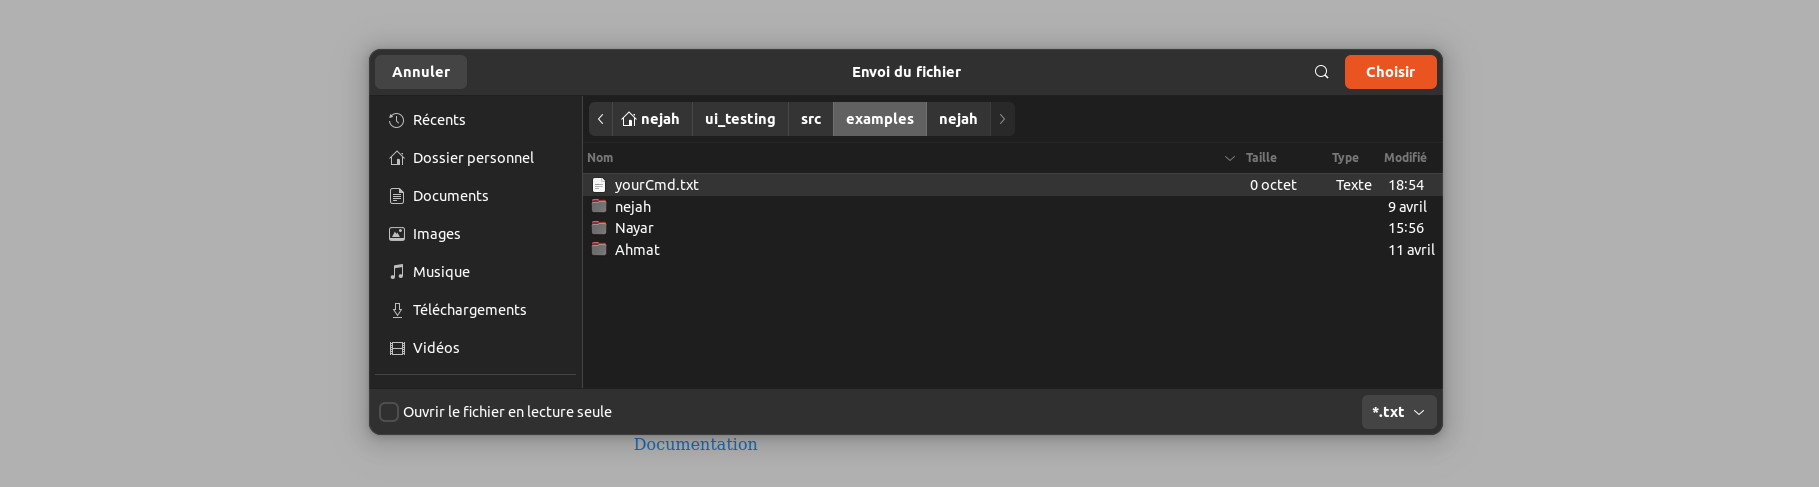 Annuler
Envoi du fichier
Choisir
Récents
Dossier personnel
Documents
Images
Musique
Téléchargements
Vidéos
nejah ui_testing src examples nejah
Nom Taille Type Modifié
yourCmd.txt 0 octet Texte 18:54
nejah 9 avril
Nayar 15:56
Ahmat 11 avril
Ouvrir le fichier en lecture seule
*.txt
Documentation